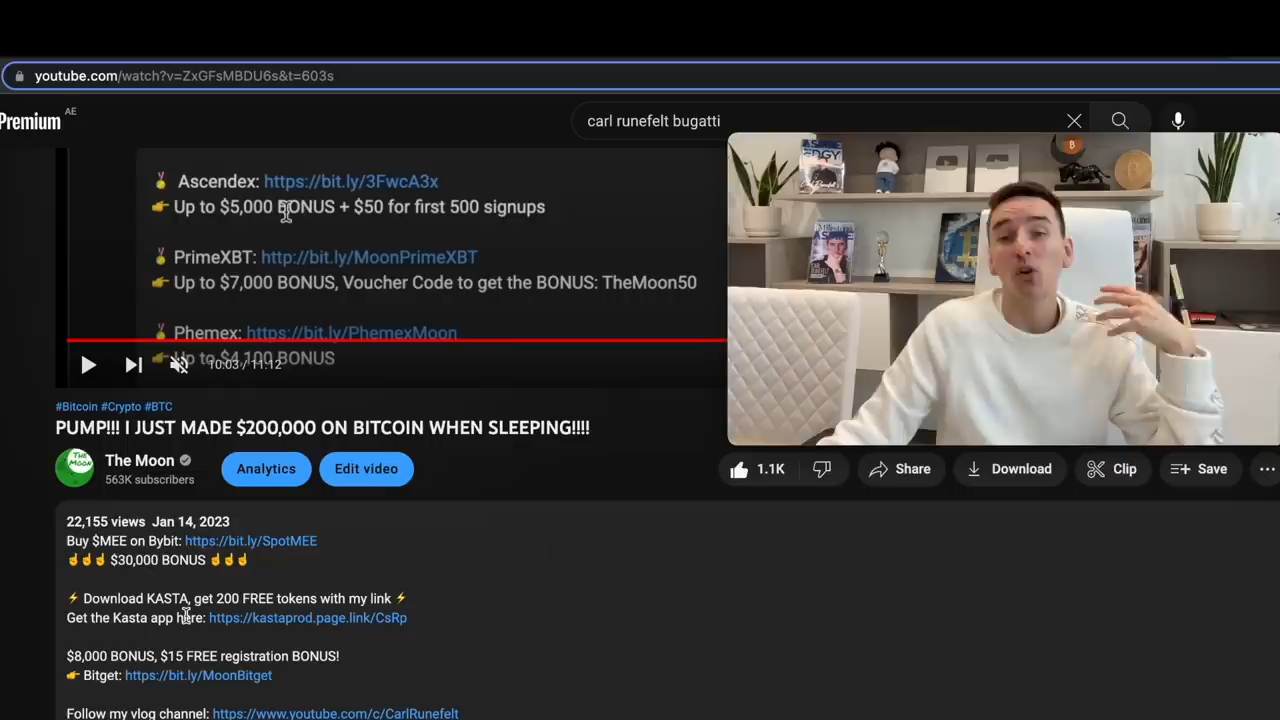 youtube.com/watch?v=ZxGFsMBDU6s&t=603s
Premium AE
carl runefelt bugatti
Ascendex: https://bit.ly/3FwcA3x
👉 Up to $5,000 BONUS + $50 for first 500 signups
PrimeXBT: http://bit.ly/MoonPrimeXBT
👉 Up to $7,000 BONUS, Voucher Code to get the BONUS: TheMoon50
Phemex: https://bit.ly/PhemexMoon
👉 Up to $4,100 BONUS
10:03 / 11:12
#Bitcoin #Crypto #BTC
PUMP!!! I JUST MADE $200,000 ON BITCOIN WHEN SLEEPING!!!!
THE MOON
The Moon
563K subscribers
Analytics
Edit video
1.1K
Share
Download
Clip
Save
22,155 views Jan 14, 2023
Buy $MEE on Bybit: https://bit.ly/SpotMEE
☝☝☝ $30,000 BONUS ☝☝☝
⚡ Download KASTA, get 200 FREE tokens with my link ⚡
Get the Kasta app here: https://kastaprod.page.link/CsRp
$8,000 BONUS, $15 FREE registration BONUS!
👉 Bitget: https://bit.ly/MoonBitget
Follow my vlog channel: https://www.youtube.com/c/CarlRunefelt